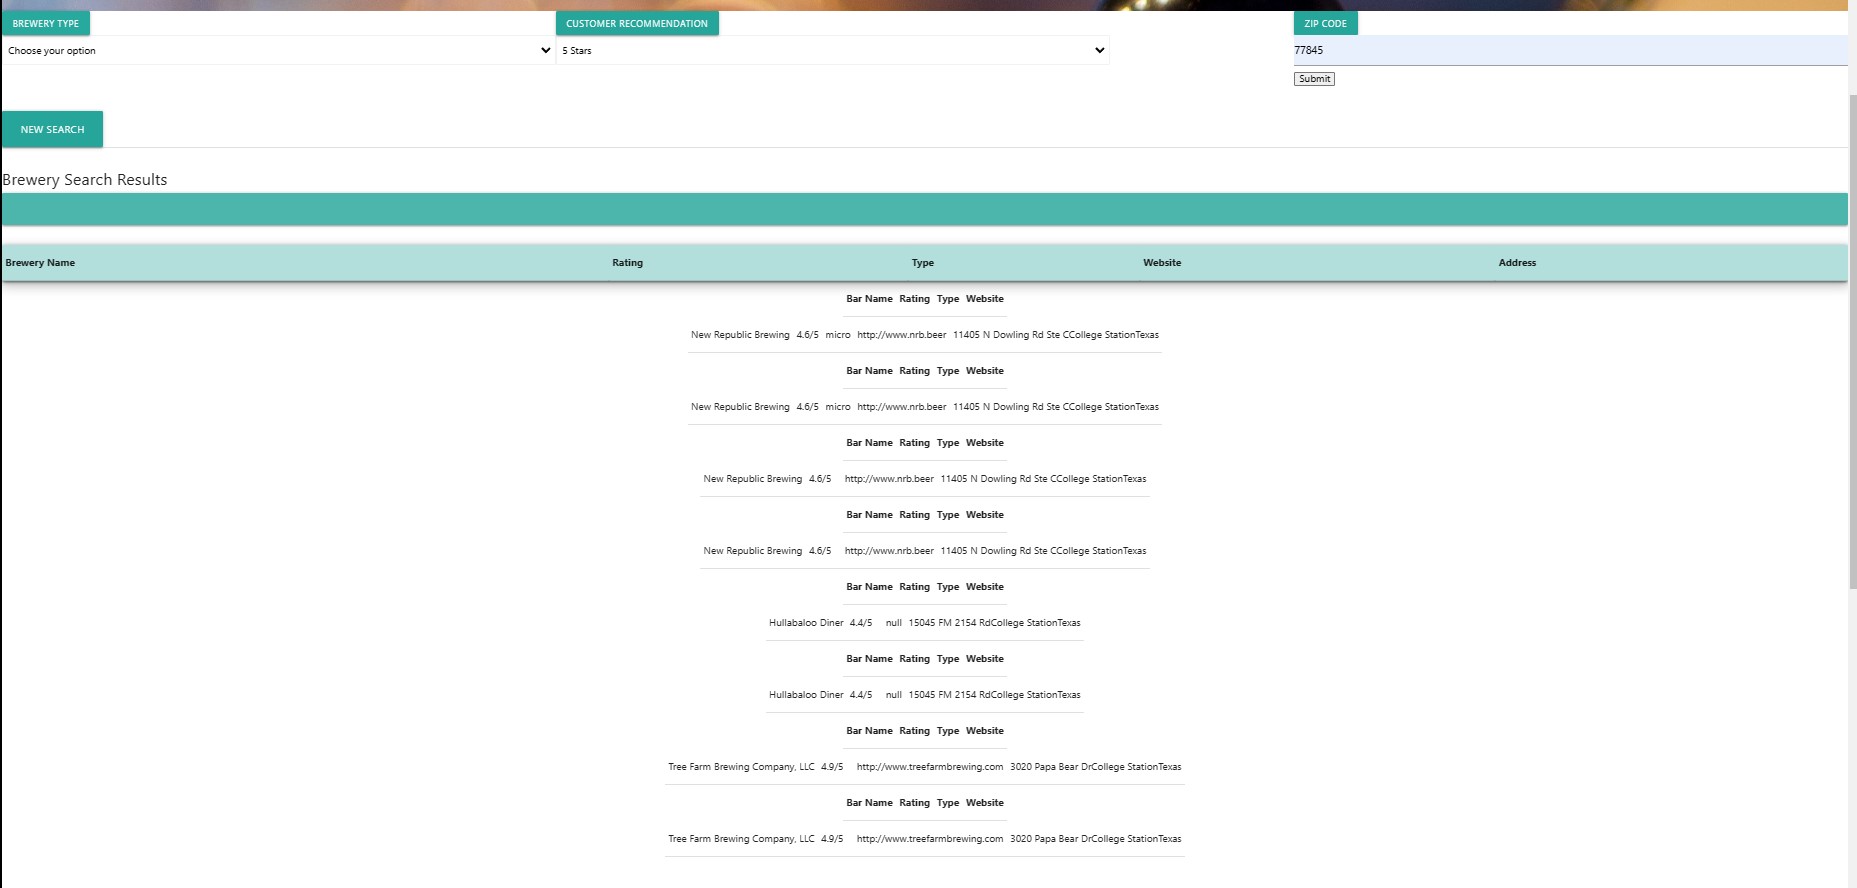 BREWERY TYPE CUSTOMER RECOMMENDATION ZIP CODE
Choose your option 5 Stars 77845
Submit
NEW SEARCH
Brewery Search Results
Brewery Name Rating Type Website Address
Bar Name Rating Type Website
New Republic Brewing 4.6/5 micro http://www.nrb.beer 11405 N Dowling Rd Ste CCollege StationTexas
Bar Name Rating Type Website
New Republic Brewing 4.6/5 micro http://www.nrb.beer 11405 N Dowling Rd Ste CCollege StationTexas
Bar Name Rating Type Website
New Republic Brewing 4.6/5 http://www.nrb.beer 11405 N Dowling Rd Ste CCollege StationTexas
Bar Name Rating Type Website
New Republic Brewing 4.6/5 http://www.nrb.beer 11405 N Dowling Rd Ste CCollege StationTexas
Bar Name Rating Type Website
Hullabaloo Diner 4.4/5 null 15045 FM 2154 RdCollege StationTexas
Bar Name Rating Type Website
Hullabaloo Diner 4.4/5 null 15045 FM 2154 RdCollege StationTexas
Bar Name Rating Type Website
Tree Farm Brewing Company, LLC 4.9/5 http://www.treefarmbrewing.com 3020 Papa Bear DrCollege StationTexas
Bar Name Rating Type Website
Tree Farm Brewing Company, LLC 4.9/5 http://www.treefarmbrewing.com 3020 Papa Bear DrCollege StationTexas